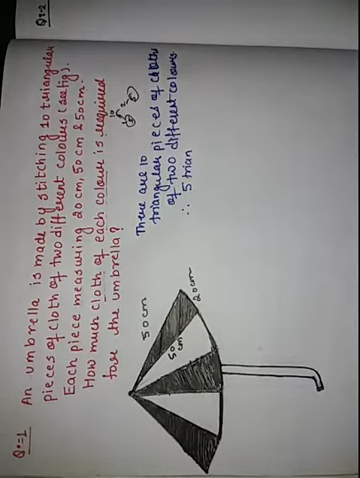 Q:-1 An umbrella is made by stitching 10 triangular
pieces of cloth of two different colours (see fig).
Each piece measuring 20 cm, 50 cm & 50 cm.
How much cloth of each colour is required
for the umbrella?
There are 10
triangular pieces of cloth
of two different colours
∴ 5 trian
50 cm
50
cm
20 cm
Q:-2